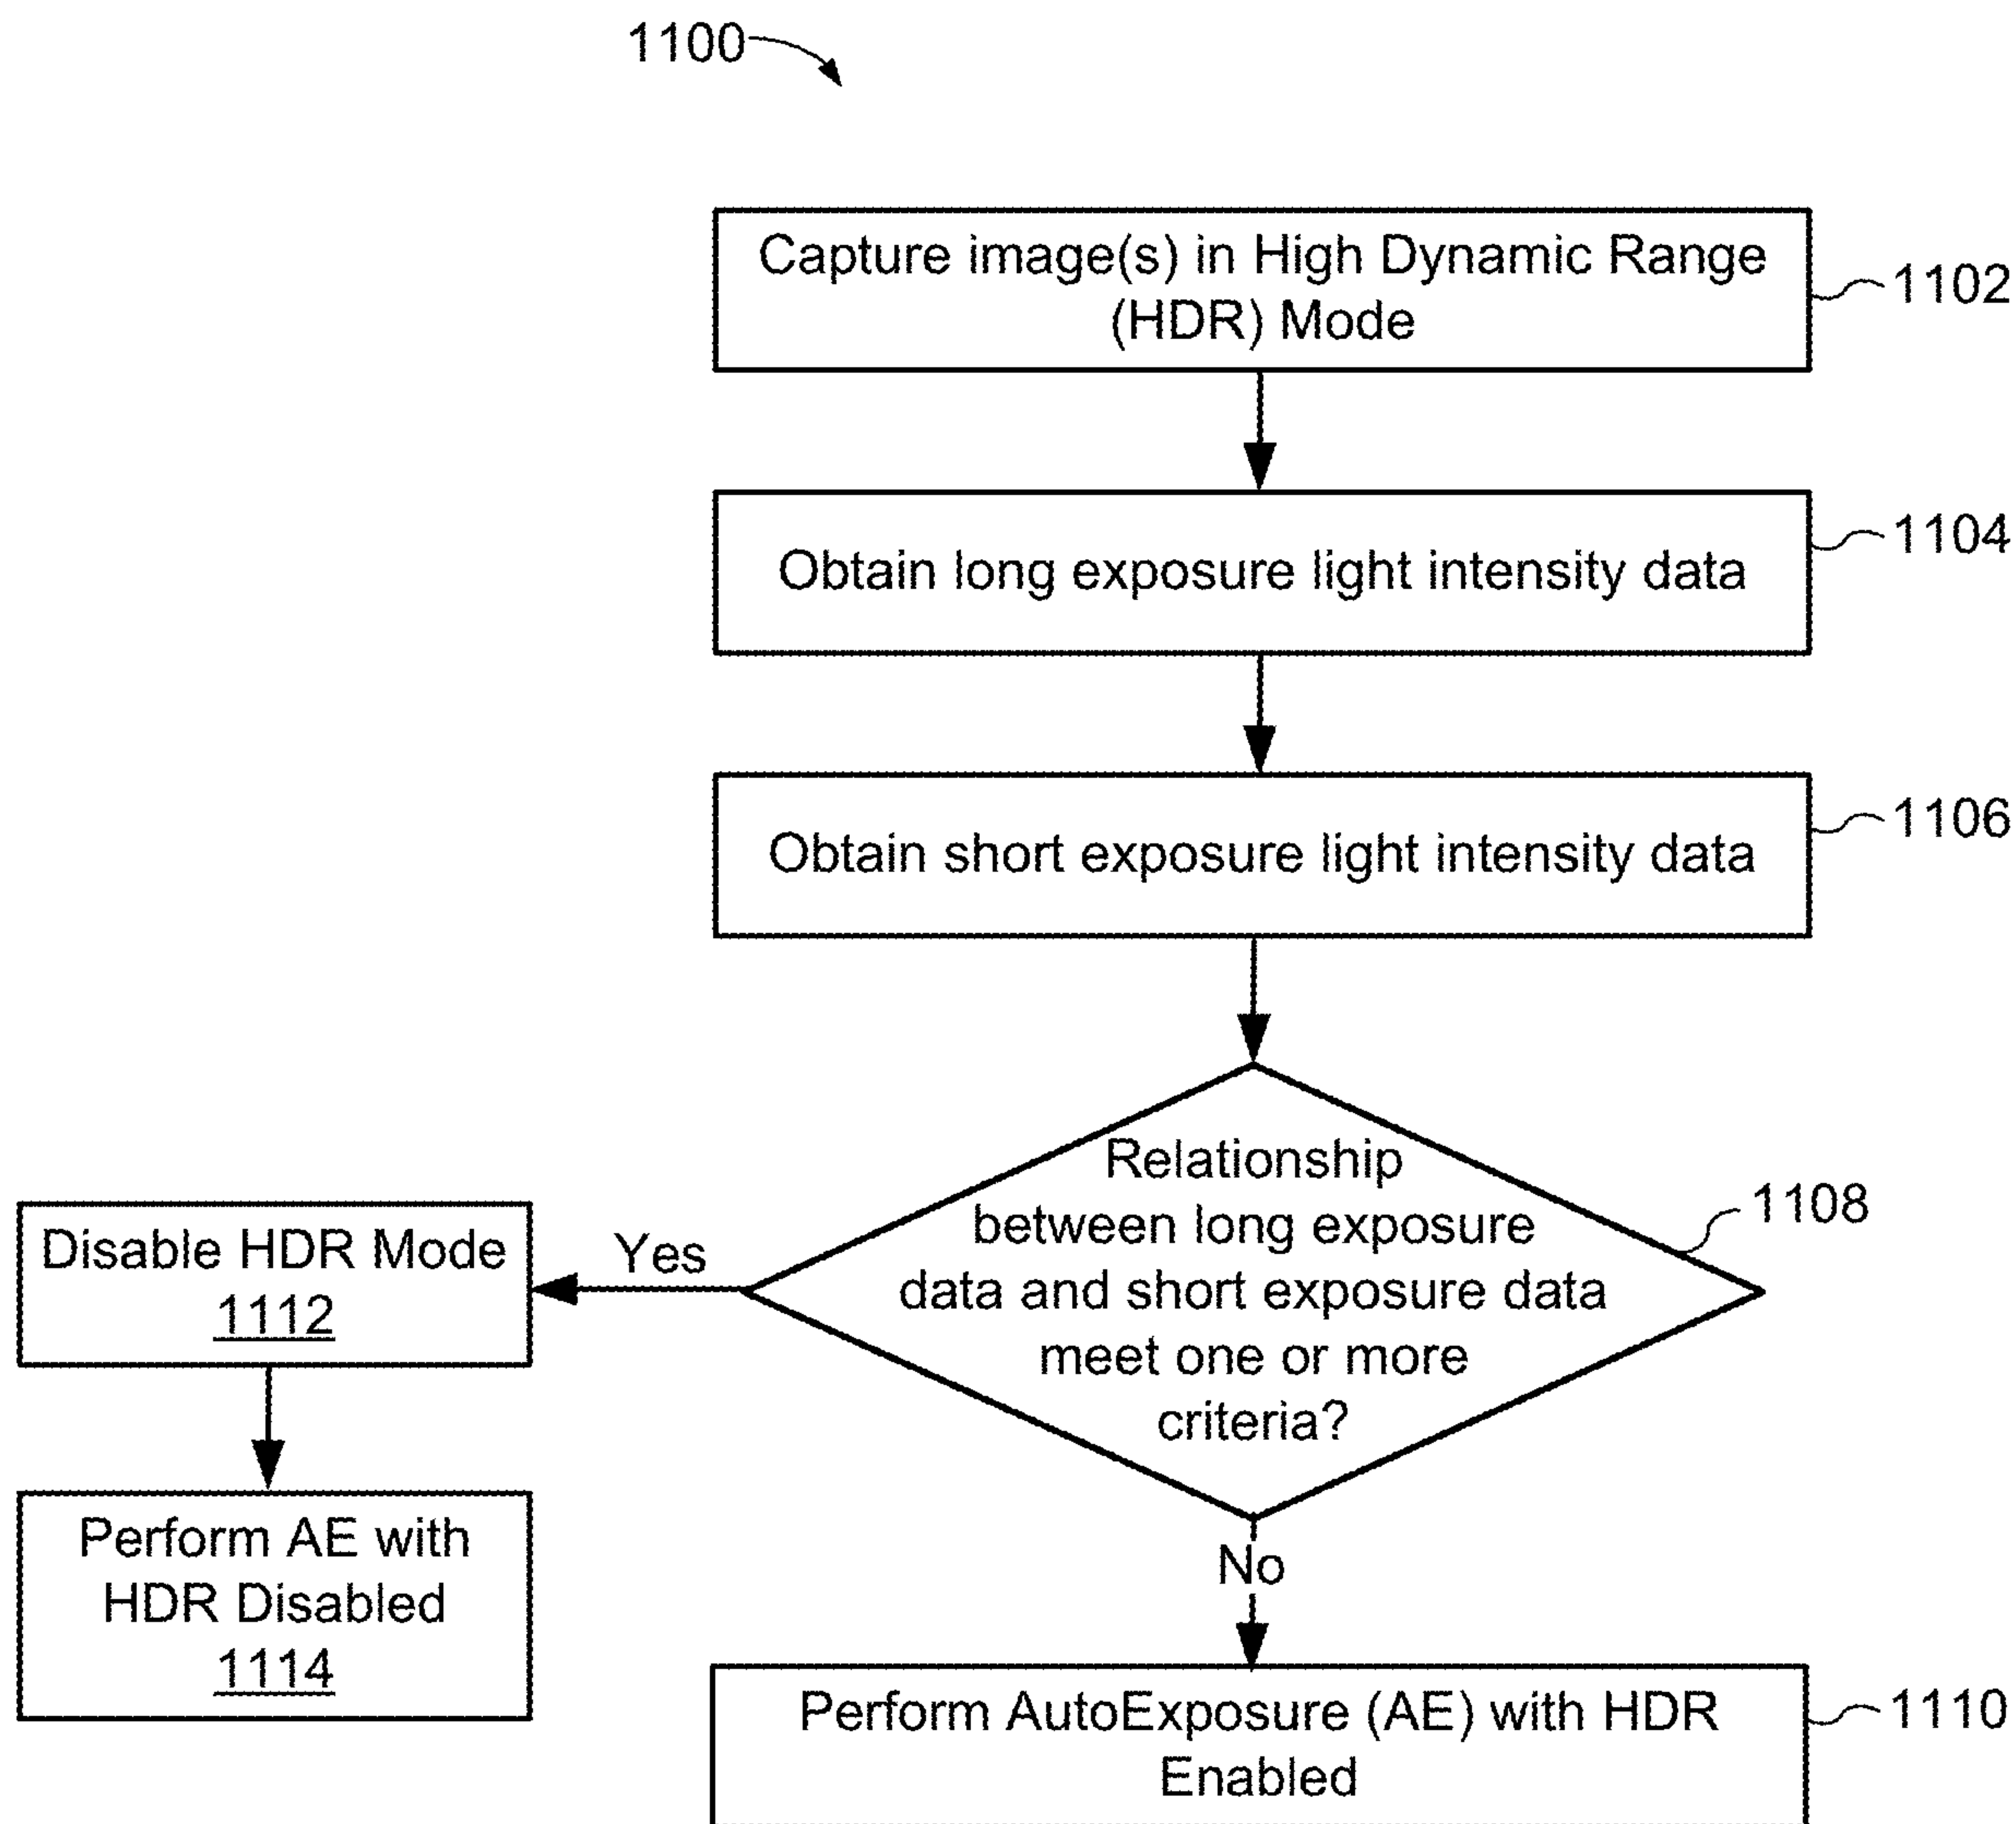 1100
Capture image(s) in High Dynamic Range
(HDR) Mode
1102
Obtain long exposure light intensity data
1104
Obtain short exposure light intensity data
1106
Relationship
between long exposure
data and short exposure data
meet one or more
criteria?
1108
Yes
Disable HDR Mode
1112
Perform AE with
HDR Disabled
1114
No
Perform AutoExposure (AE) with HDR
Enabled
1110